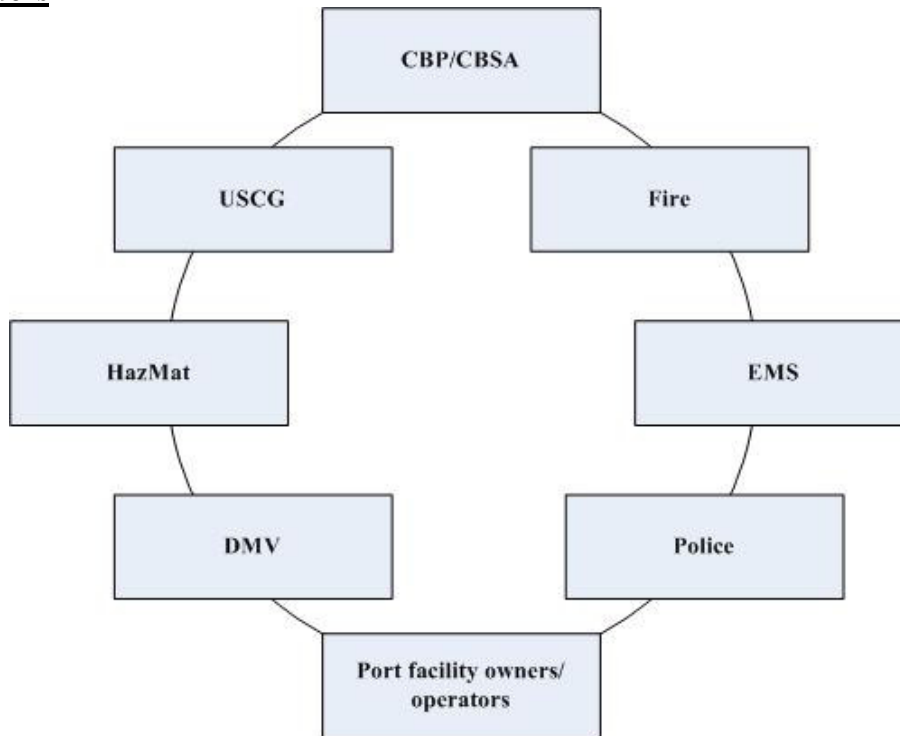 CBP/CBSA
USCG
Fire
HazMat
EMS
DMV
Police
Port facility owners/
operators